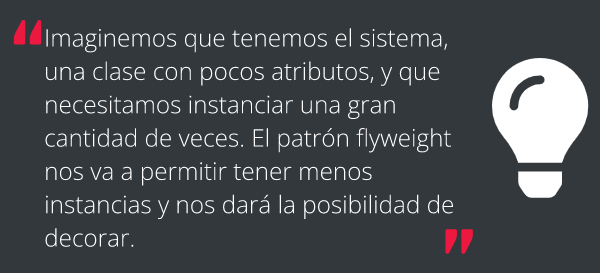 “Imaginemos que tenemos el sistema,
una clase con pocos atributos, y que
necesitamos instanciar una gran
cantidad de veces. El patrón flyweight
nos va a permitir tener menos
instancias y nos dará la posibilidad de
decorar. ”